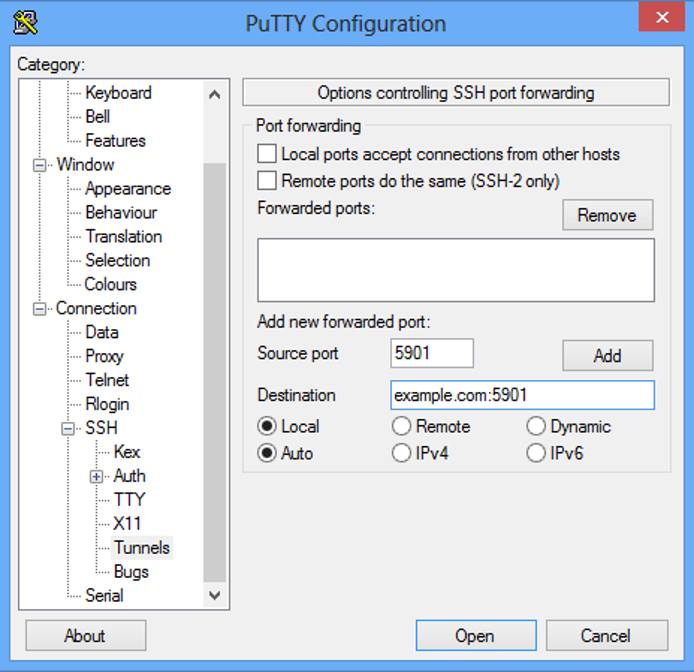 PuTTY Configuration
Category:
Keyboard
Bell
Features
Window
Appearance
Behaviour
Translation
Selection
Colours
Connection
Data
Proxy
Telnet
Rlogin
SSH
Kex
Auth
TTY
X11
Tunnels
Bugs
Serial
Options controlling SSH port forwarding
Port forwarding
Local ports accept connections from other hosts
Remote ports do the same (SSH-2 only)
Forwarded ports:
Remove
Add new forwarded port:
Source port 5901 Add
Destination example.com:5901
Local Remote Dynamic
Auto IPv4 IPv6
About Open Cancel